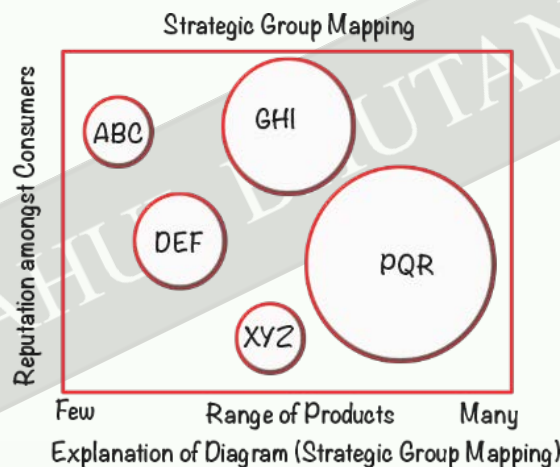 Strategic Group Mapping
Reputation amongst Consumers
ABC
GHI
DEF
PQR
XYZ
Few Range of Products Many
Explanation of Diagram (Strategic Group Mapping)